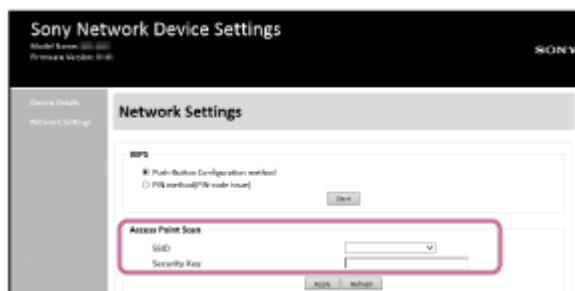 Sony Network Device Settings
Model Name
Firmware Version
SONY
Device Details
Network Settings
Network Settings
WPS
Push-Button Configuration method
PIN method(PIN code issue)
Start
Access Point Scan
SSID
Security Key
Apply
Refresh